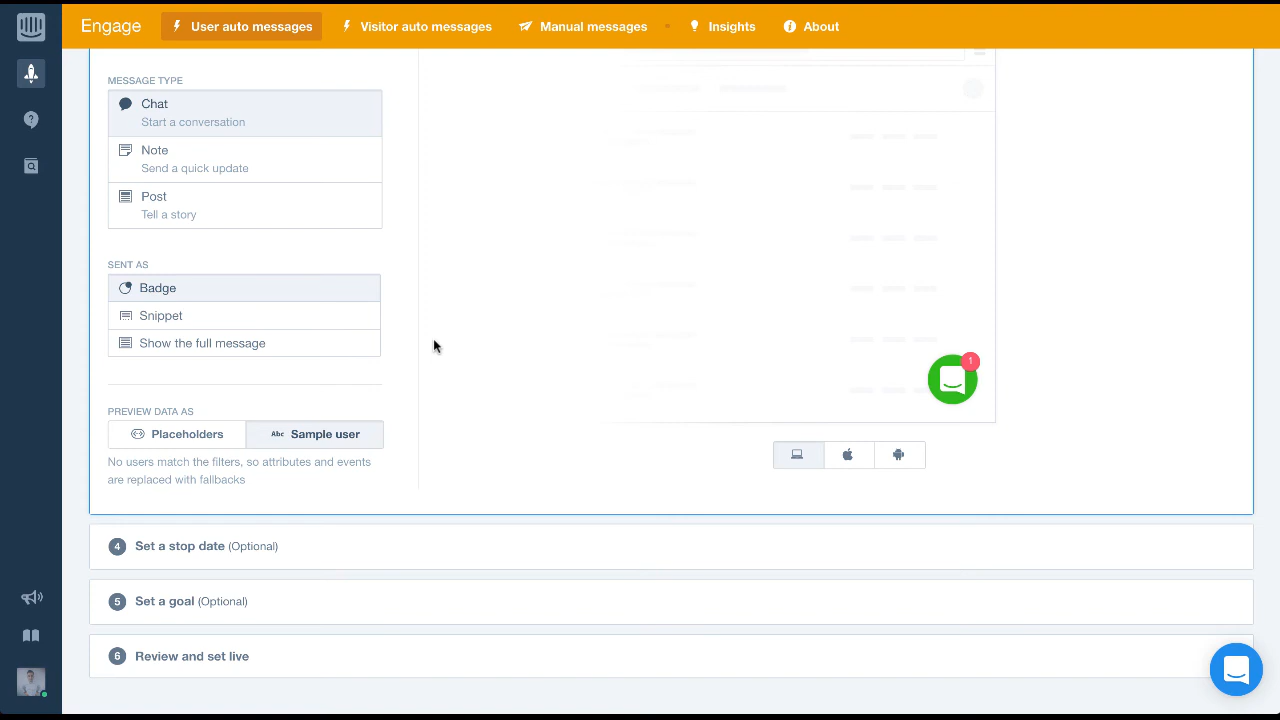 Engage
User auto messages
Visitor auto messages
Manual messages
Insights
About
MESSAGE TYPE
Chat
Start a conversation
Note
Send a quick update
Post
Tell a story
SENT AS
Badge
Snippet
Show the full message
PREVIEW DATA AS
Placeholders
Abc Sample user
No users match the filters, so attributes and events
are replaced with fallbacks
1
4 Set a stop date (Optional)
5 Set a goal (Optional)
6 Review and set live